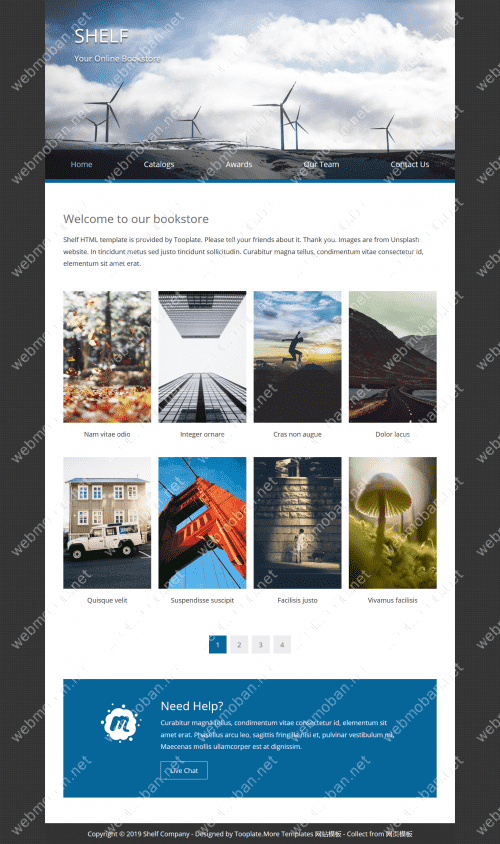 SHELF
Your Online Bookstore
Home Catalogs Awards Our Team Contact Us
Welcome to our bookstore
Shelf HTML template is provided by Tooplate. Please tell your friends about it. Thank you. Images are from Unsplash
website. In tincidunt metus sed justo tincidunt sollicitudin. Curabitur magna tellus, condimentum vitae consectetur id,
elementum sit amet erat.
Nam vitae odio Integer ornare Cras non augue Dolor lacus
Quisque velit Suspendisse suscipit Facilisis justo Vivamus facilisis
1 2 3 4
Need Help?
Curabitur magna tellus, condimentum vitae consectetur id, elementum sit
amet erat. Phasellus arcu leo, sagittis fringilla nisi et, pulvinar vestibulum mi.
Maecenas mollis ullamcorper est at dignissim.
Live Chat
Copyright © 2019 Shelf Company - Designed by Tooplate.More Templates 网站模板 - Collect from 网页模板
webmoban.net